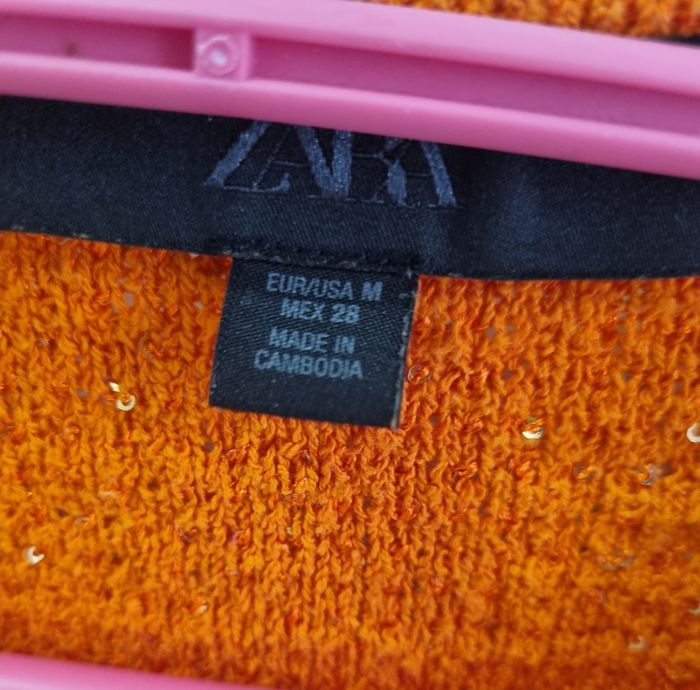 ZARA
EUR/USA M
MEX 28
MADE IN
CAMBODIA